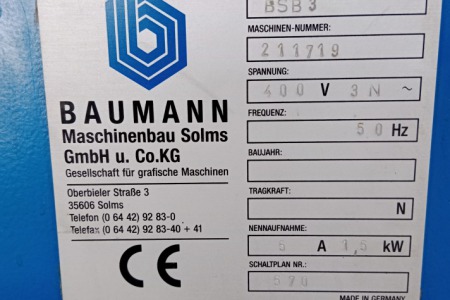 BSB 3
MASCHINEN-NUMMER:
211719
SPANNUNG:
400 V 3N ~
FREQUENZ:
50 Hz
BAUJAHR:
TRAGKRAFT:
N
NENNAUFNAHME:
5 A 1,5 kW
SCHALTPLAN NR.:
570
MADE IN GERMANY
BAUMANN
Maschinenbau Solms
GmbH u. Co.KG
Gesellschaft für grafische Maschinen
Oberbieler Straße 3
35606 Solms
Telefon (0 64 42) 92 83-0
Telefax (0 64 42) 92 83-40 + 41
CE